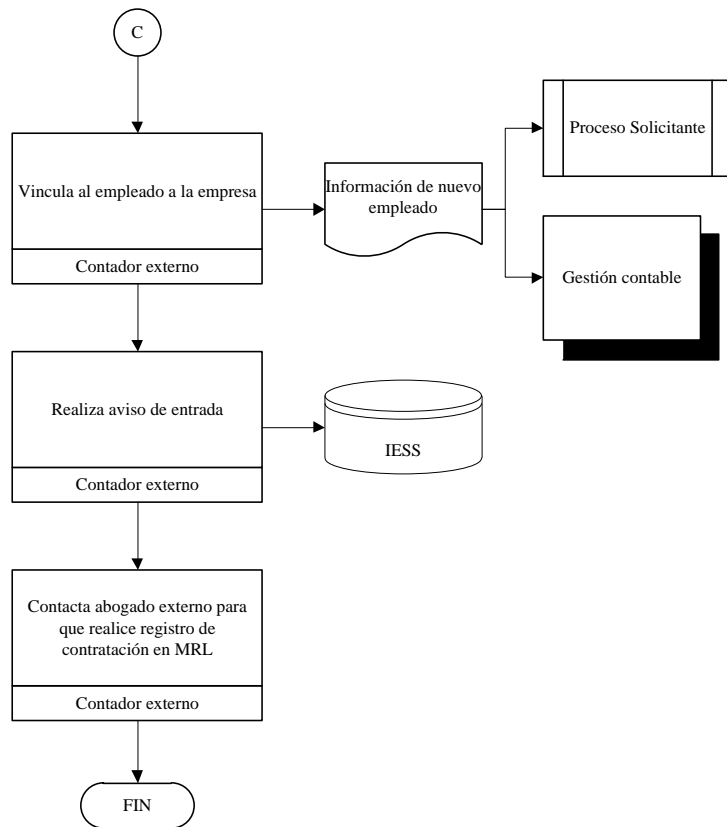 C
Vincula al empleado a la empresa
Contador externo
Información de nuevo
empleado
Proceso Solicitante
Gestión contable
Realiza aviso de entrada
Contador externo
IESS
Contacta abogado externo para
que realice registro de
contratación en MRL
Contador externo
FIN